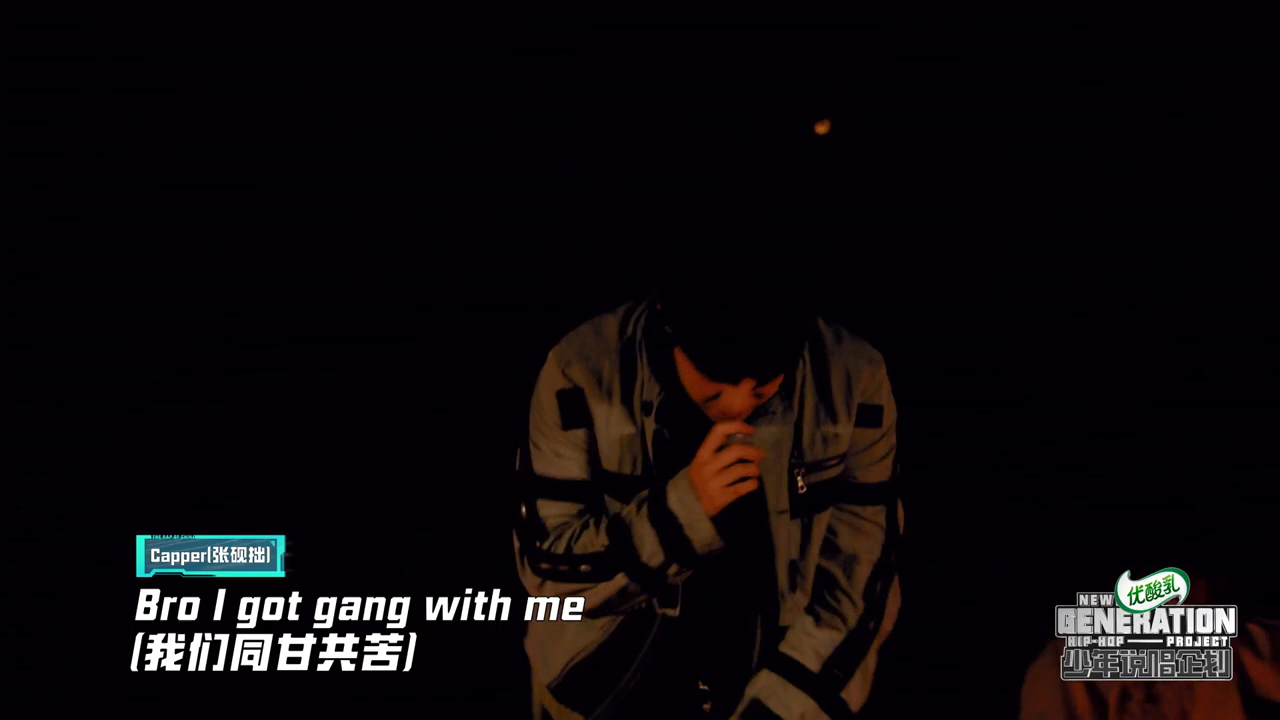 Capper(张砚拙)
Bro I got gang with me
(我们同甘共苦)
优酸乳
NEW
GENERATION
HIP-HOP PROJECT
少年说唱企划